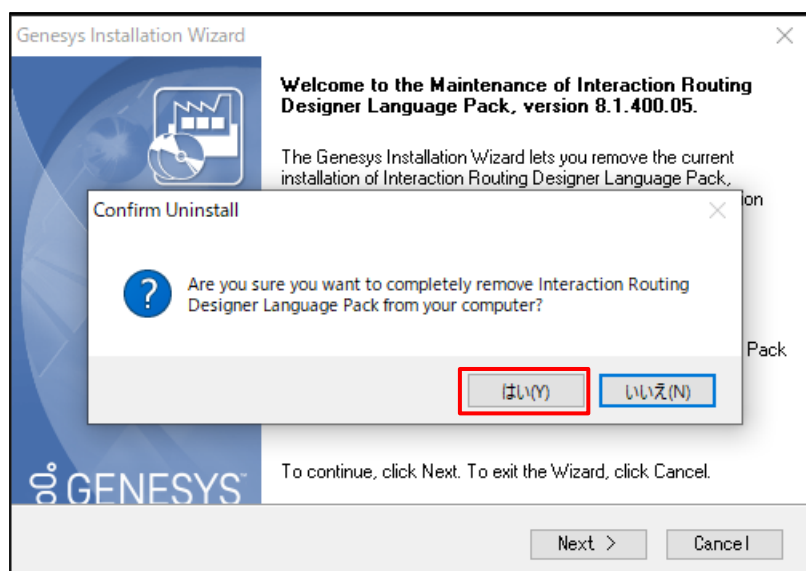 Genesys Installation Wizard
Welcome to the Maintenance of Interaction Routing
Designer Language Pack, version 8.1.400.05.
The Genesys Installation Wizard lets you remove the current
installation of Interaction Routing Designer Language Pack,
ion
Confirm Uninstall
Are you sure you want to completely remove Interaction Routing
Designer Language Pack from your computer?
Pack
はい(Y)
いいえ(N)
To continue, click Next. To exit the Wizard, click Cancel.
GENESYS
Next >
Cancel